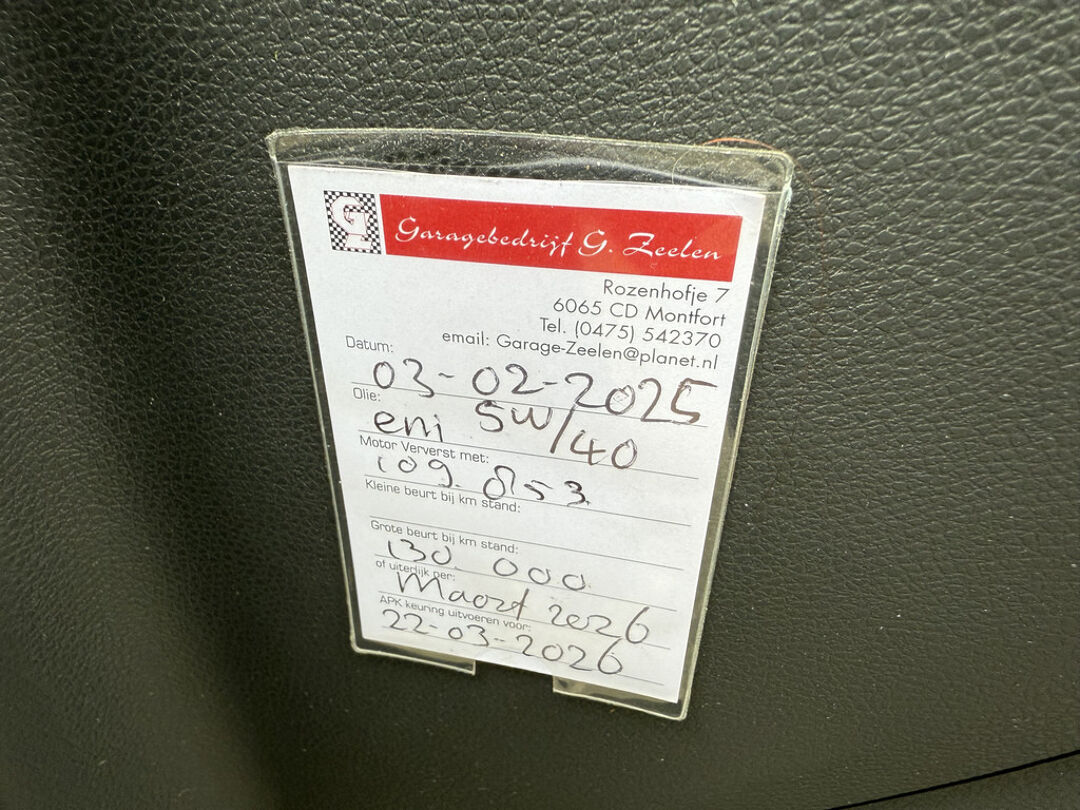 GZ
Garagebedrijf G. Zeelen
Rozenhofje 7
6065 CD Montfort
Tel. (0475) 542370
email: Garage-Zeelen@planet.nl
Datum:
03-02-2025
Olie:
eni 5W/40
Motor Ververst met:
109.853
Kleine beurt bij km stand:
Grote beurt bij km stand:
130.000
of uiterlijk per:
Maart 2026
APK keuring uitvoeren voor:
22-03-2026